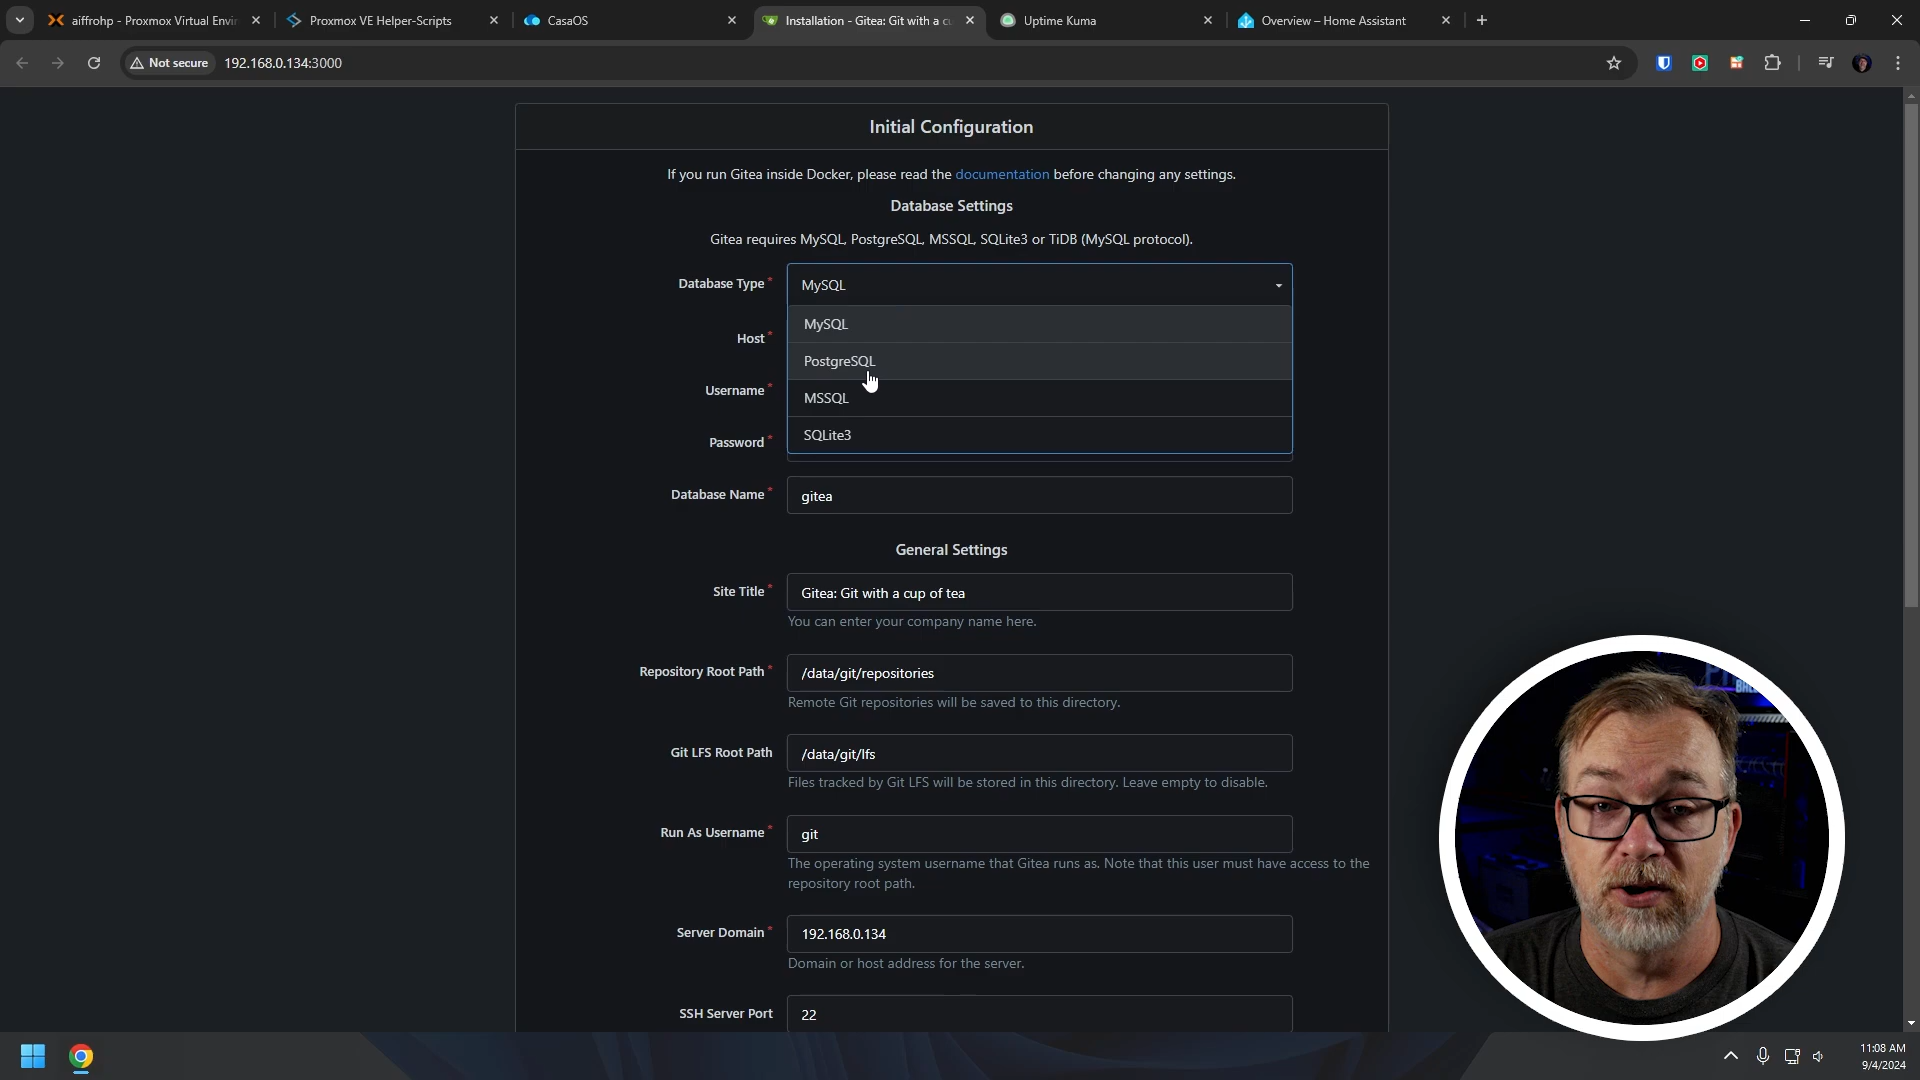 aiffrohp - Proxmox Virtual Envir
Proxmox VE Helper-Scripts
CasaOS
Installation - Gitea: Git with a cu
Uptime Kuma
Overview – Home Assistant
Not secure
192.168.0.134:3000
Initial Configuration
If you run Gitea inside Docker, please read the documentation before changing any settings.
Database Settings
Gitea requires MySQL, PostgreSQL, MSSQL, SQLite3 or TiDB (MySQL protocol).
Database Type*
MySQL
MySQL
Host*
PostgreSQL
Username*
MSSQL
SQLite3
Password*
Database Name*
gitea
General Settings
Site Title*
Gitea: Git with a cup of tea
You can enter your company name here.
Repository Root Path*
/data/git/repositories
Remote Git repositories will be saved to this directory.
Git LFS Root Path
/data/git/lfs
Files tracked by Git LFS will be stored in this directory. Leave empty to disable.
Run As Username*
git
The operating system username that Gitea runs as. Note that this user must have access to the
repository root path.
Server Domain*
192.168.0.134
Domain or host address for the server.
SSH Server Port
22
11:08 AM
9/4/2024